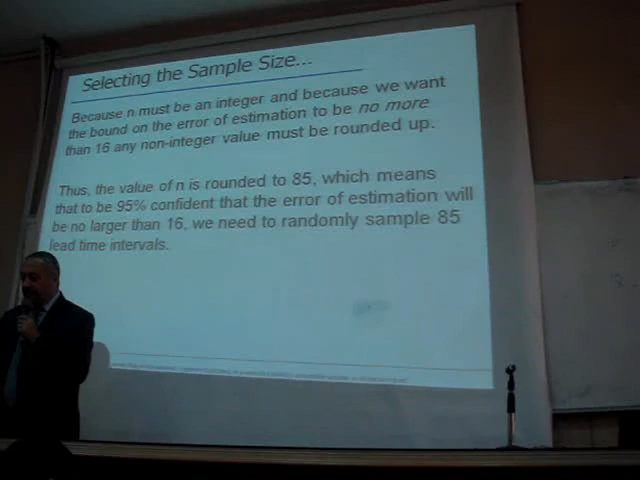 Selecting the Sample Size...
Because n must be an integer and because we want
the bound on the error of estimation to be no more
than 16 any non-integer value must be rounded up.
Thus, the value of n is rounded to 85, which means
that to be 95% confident that the error of estimation will
be no larger than 16, we need to randomly sample 85
lead time intervals.